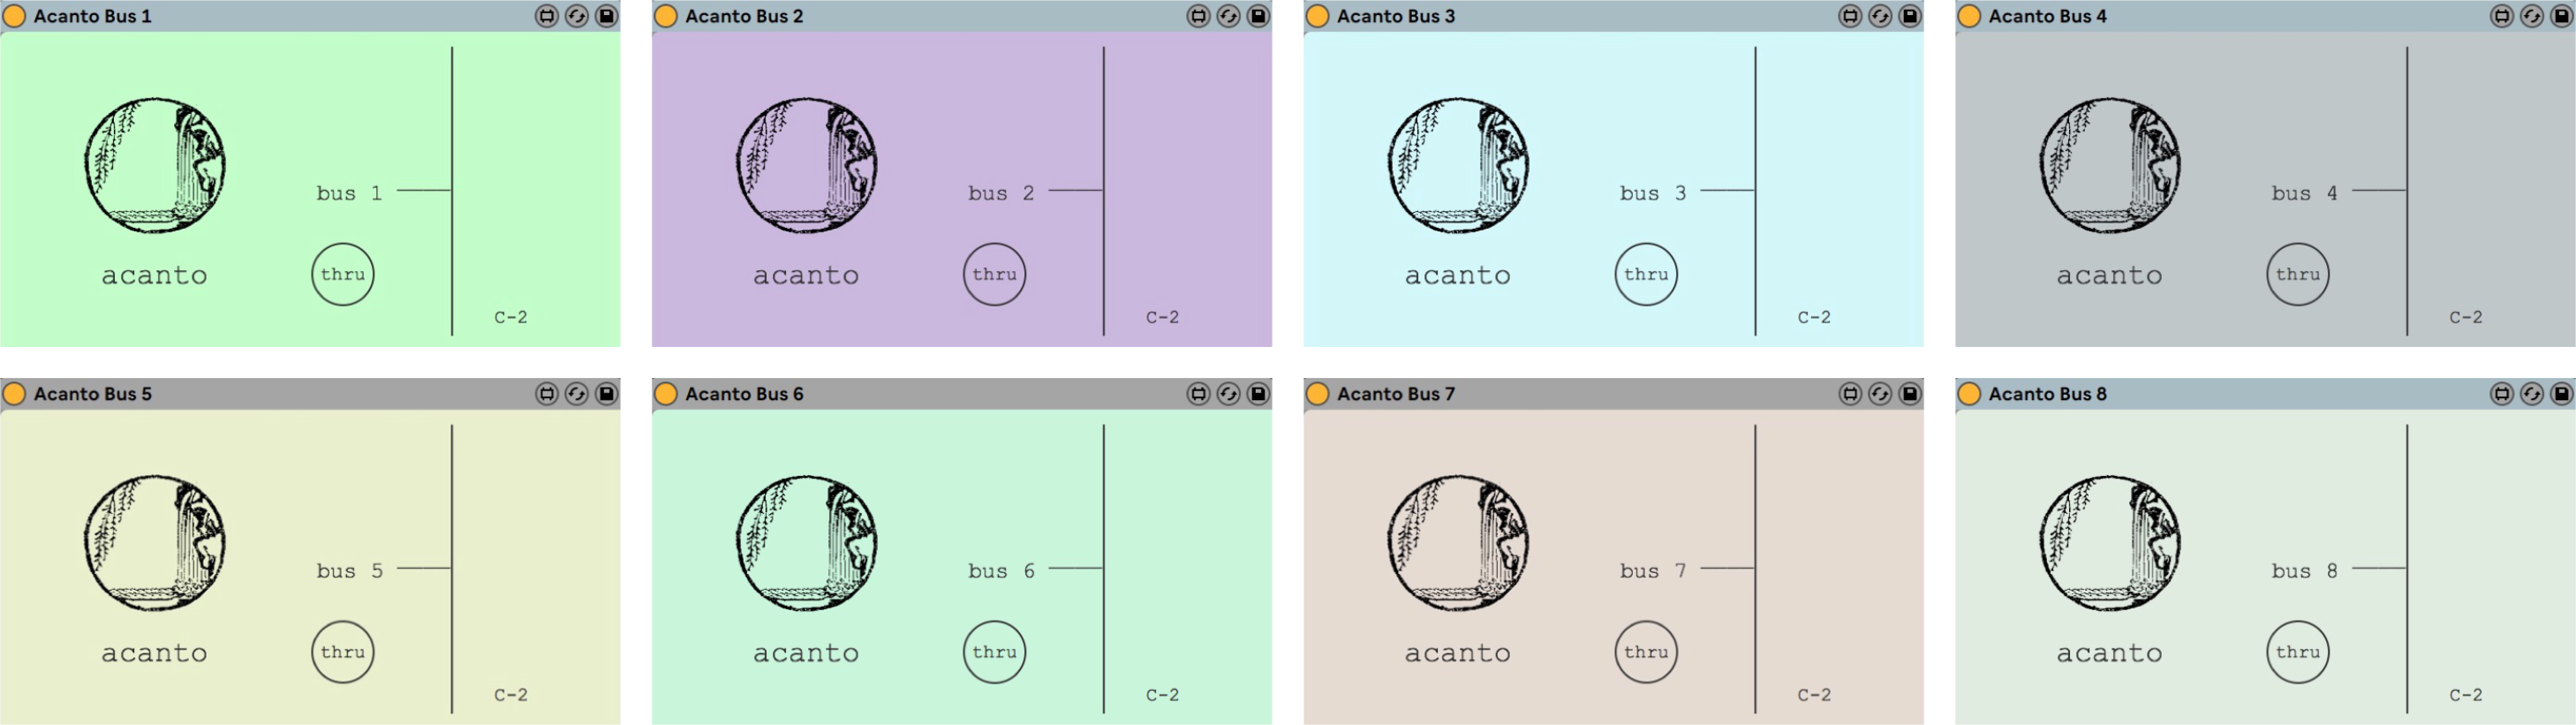 Acanto Bus 1
bus 1
thru
acanto
C-2
Acanto Bus 2
bus 2
thru
acanto
C-2
Acanto Bus 3
bus 3
thru
acanto
C-2
Acanto Bus 4
bus 4
thru
acanto
C-2
Acanto Bus 5
bus 5
thru
acanto
C-2
Acanto Bus 6
bus 6
thru
acanto
C-2
Acanto Bus 7
bus 7
thru
acanto
C-2
Acanto Bus 8
bus 8
thru
acanto
C-2